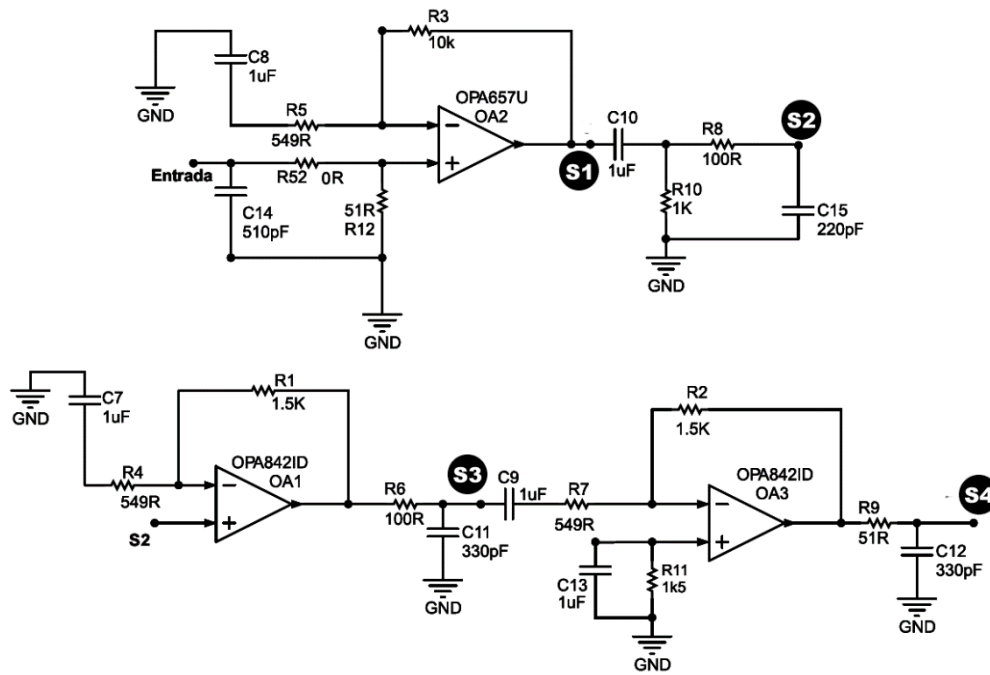 R3
10k
C8
1uF
GND
R5
549R
OPA657U
OA2
C10
1uF
S1
R8
100R
S2
Entrada
R52 0R
C14
510pF
51R
R12
R10
1K
C15
220pF
GND
GND
C7
1uF
GND
R1
1.5K
R4
549R
OPA842ID
OA1
S2
R6
100R
S3
C11
330pF
GND
C9
1uF
R7
549R
R2
1.5K
OPA842ID
OA3
C13
1uF
R11
1k5
GND
R9
51R
S4
C12
330pF
GND